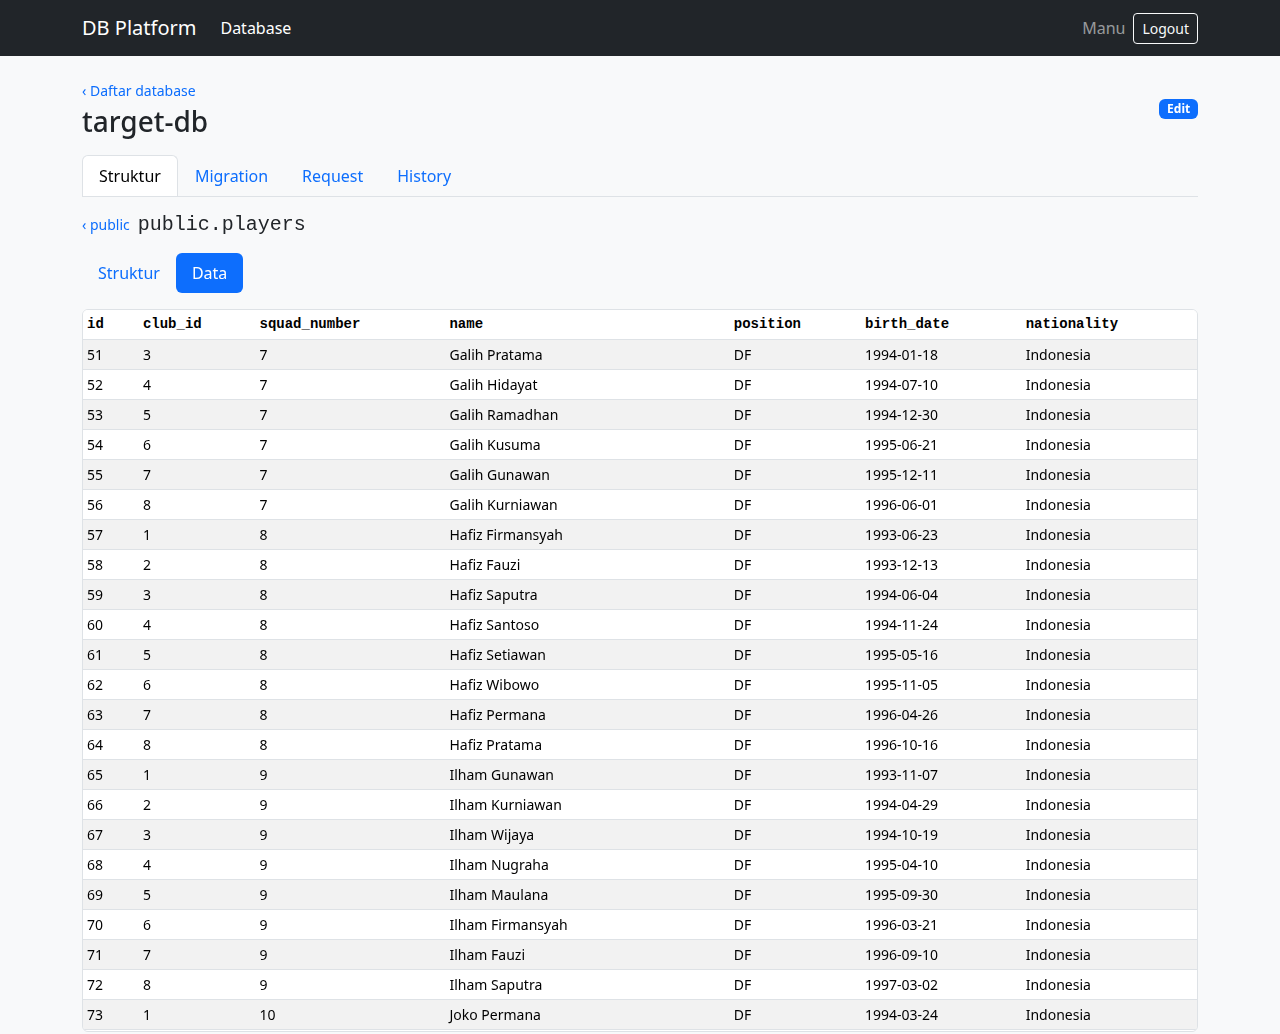 DB Platform Database Manu Logout
‹ Daftar database
target-db Edit
Struktur Migration Request History
‹ public public.players
Struktur Data
id club_id squad_number name position birth_date nationality
51 3 7 Galih Pratama DF 1994-01-18 Indonesia
52 4 7 Galih Hidayat DF 1994-07-10 Indonesia
53 5 7 Galih Ramadhan DF 1994-12-30 Indonesia
54 6 7 Galih Kusuma DF 1995-06-21 Indonesia
55 7 7 Galih Gunawan DF 1995-12-11 Indonesia
56 8 7 Galih Kurniawan DF 1996-06-01 Indonesia
57 1 8 Hafiz Firmansyah DF 1993-06-23 Indonesia
58 2 8 Hafiz Fauzi DF 1993-12-13 Indonesia
59 3 8 Hafiz Saputra DF 1994-06-04 Indonesia
60 4 8 Hafiz Santoso DF 1994-11-24 Indonesia
61 5 8 Hafiz Setiawan DF 1995-05-16 Indonesia
62 6 8 Hafiz Wibowo DF 1995-11-05 Indonesia
63 7 8 Hafiz Permana DF 1996-04-26 Indonesia
64 8 8 Hafiz Pratama DF 1996-10-16 Indonesia
65 1 9 Ilham Gunawan DF 1993-11-07 Indonesia
66 2 9 Ilham Kurniawan DF 1994-04-29 Indonesia
67 3 9 Ilham Wijaya DF 1994-10-19 Indonesia
68 4 9 Ilham Nugraha DF 1995-04-10 Indonesia
69 5 9 Ilham Maulana DF 1995-09-30 Indonesia
70 6 9 Ilham Firmansyah DF 1996-03-21 Indonesia
71 7 9 Ilham Fauzi DF 1996-09-10 Indonesia
72 8 9 Ilham Saputra DF 1997-03-02 Indonesia
73 1 10 Joko Permana DF 1994-03-24 Indonesia